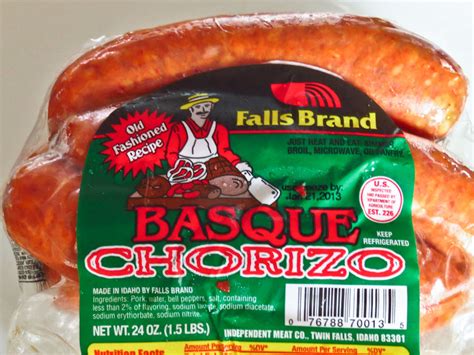 Falls Brand
Old
Fashioned
Recipe
JUST HEAT AND EAT
BROIL, MICROWAVE, OR PANFRY
use/freeze by:
2013
U.S.
INSPECTED
AND PASSED BY
DEPARTMENT OF
AGRICULTURE
EST. 226
BASQUE
CHORIZO
KEEP
REFRIGERATED
MADE IN IDAHO BY FALLS BRAND
Ingredients: Pork, water, bell peppers, salt, containing
less than 2% of flavoring, sodium lactate, sodium diacetate,
sodium erythorbate, sodium nitrite.
NET WT. 24 OZ. (1.5 LBS.)
0 76788 70013
INDEPENDENT MEAT CO., TWIN FALLS, IDAHO 83301
Nutrition Facts
Amount Per Serving %DV*
Amount Per Serving %DV*